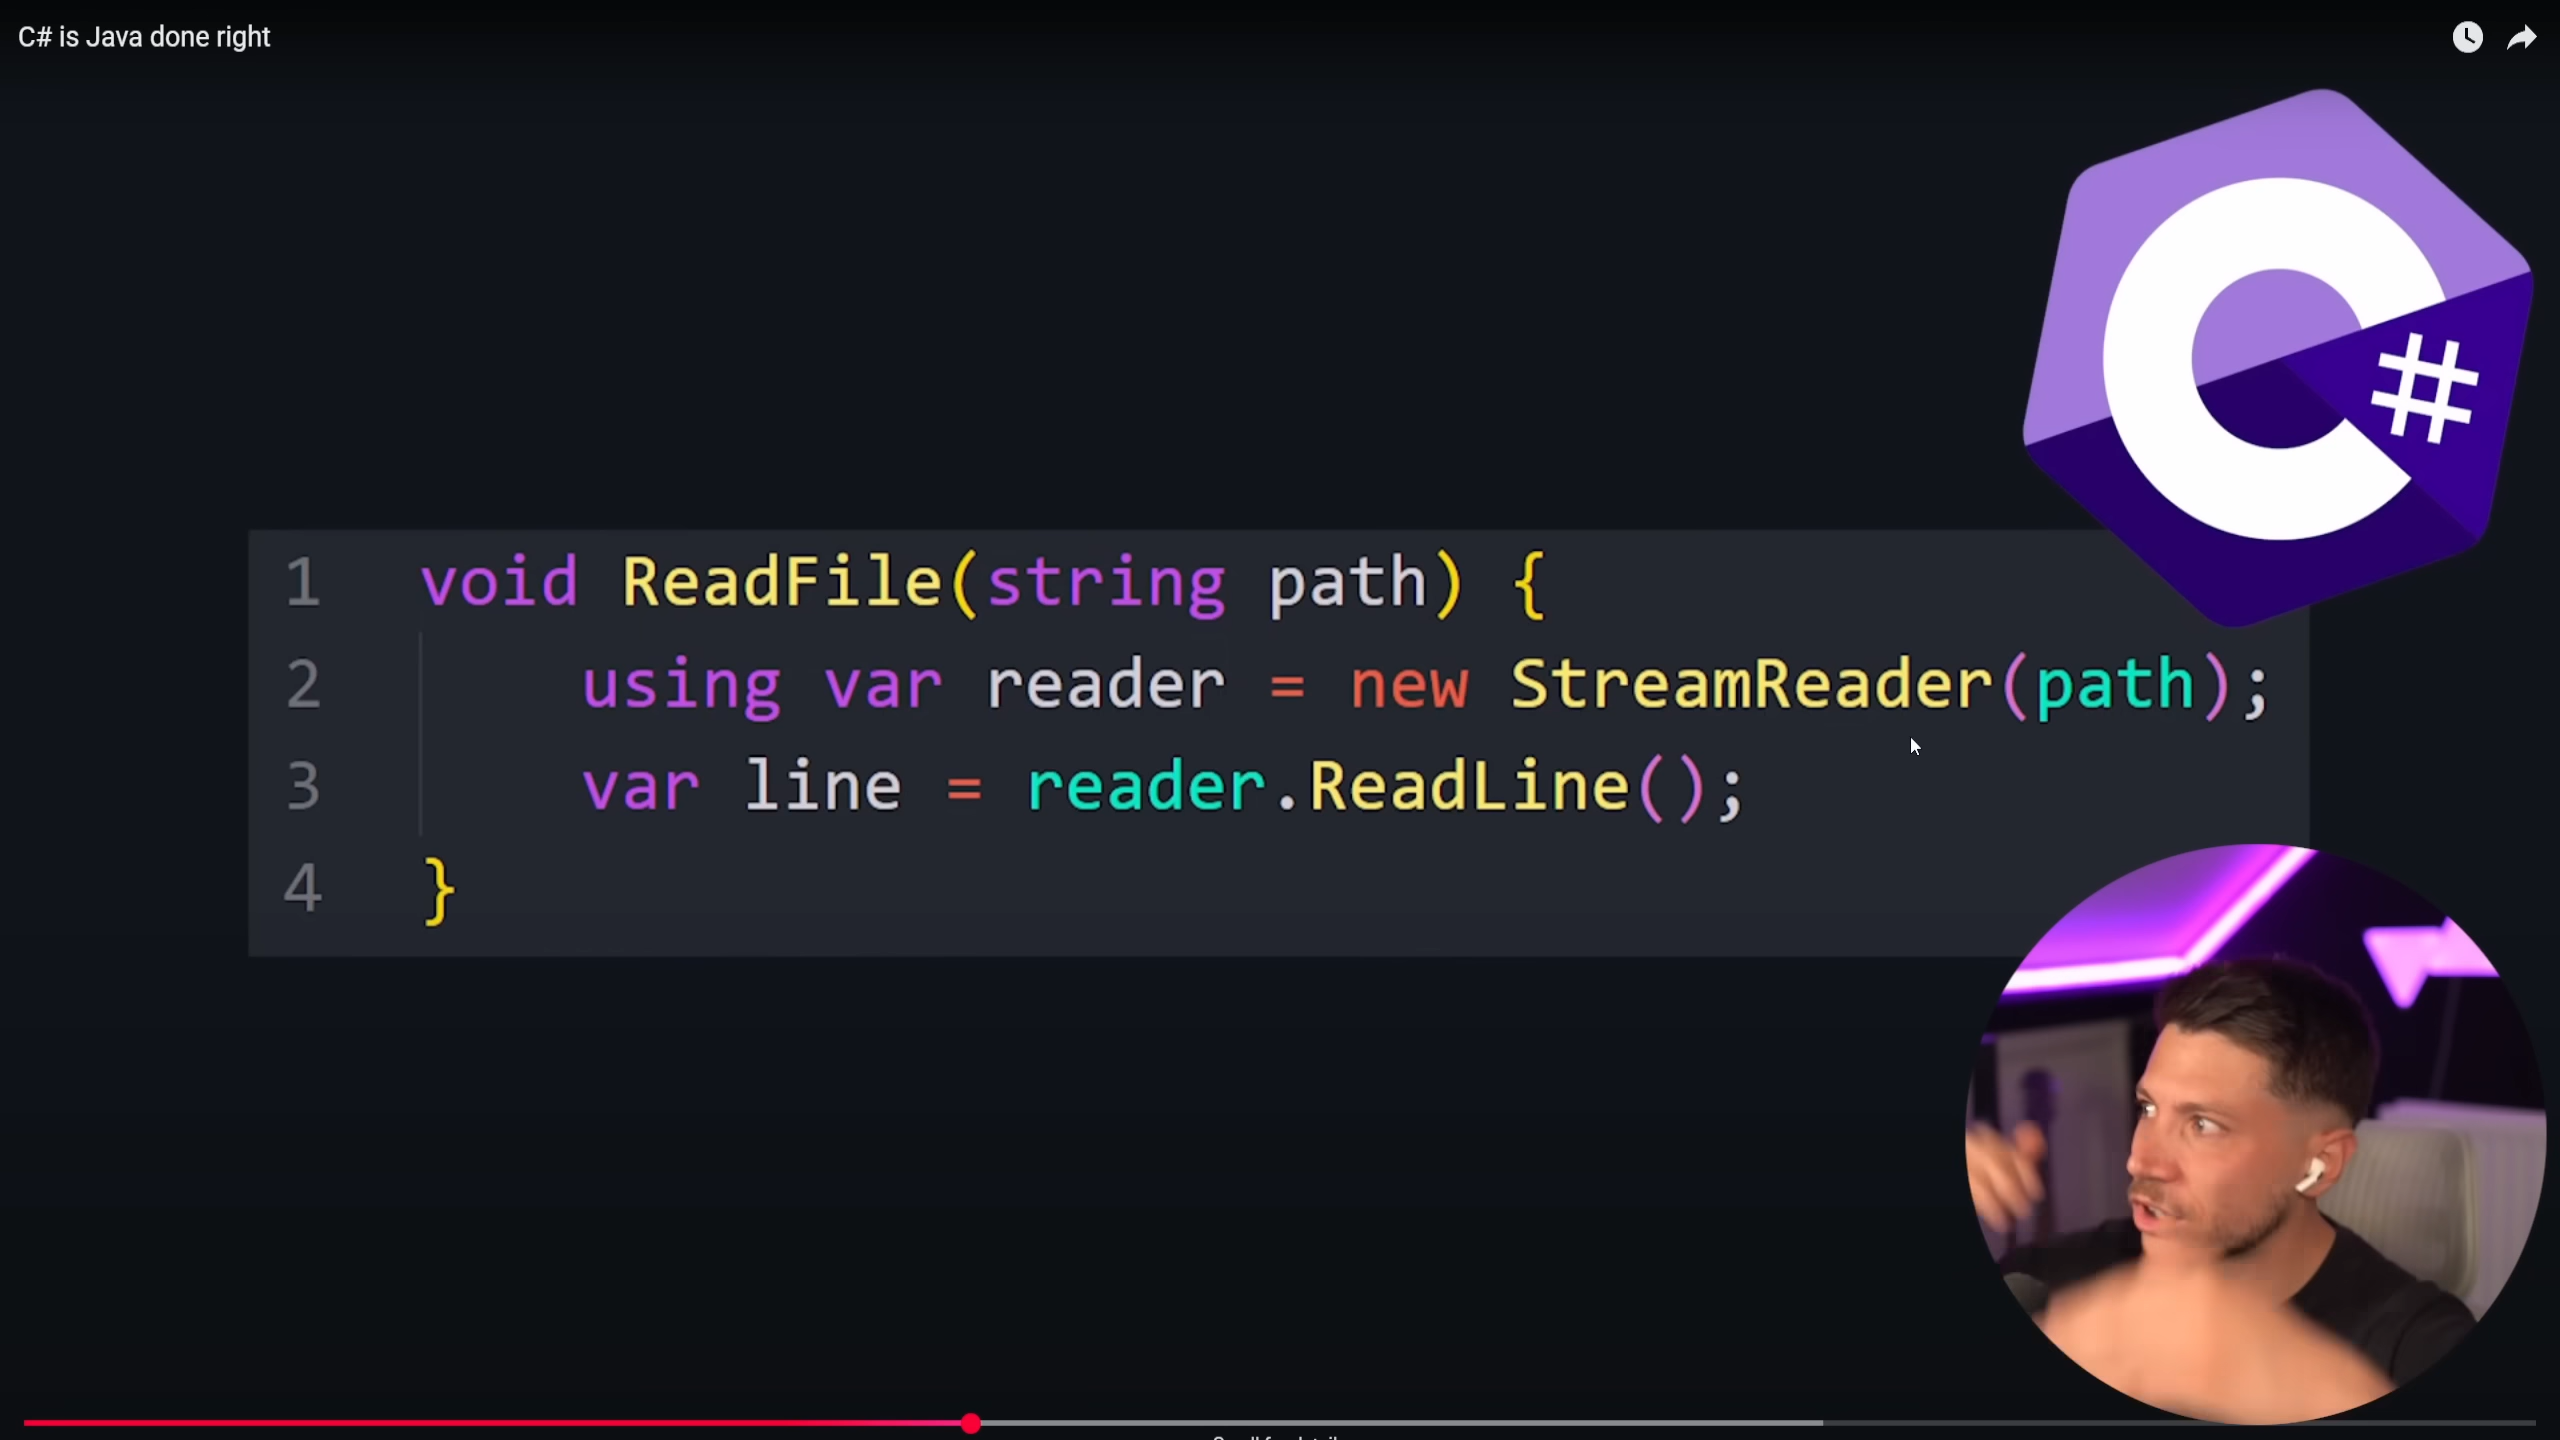 C# is Java done right
C#
1 void ReadFile(string path) {
2 using var reader = new StreamReader(path);
3 var line = reader.ReadLine();
4 }